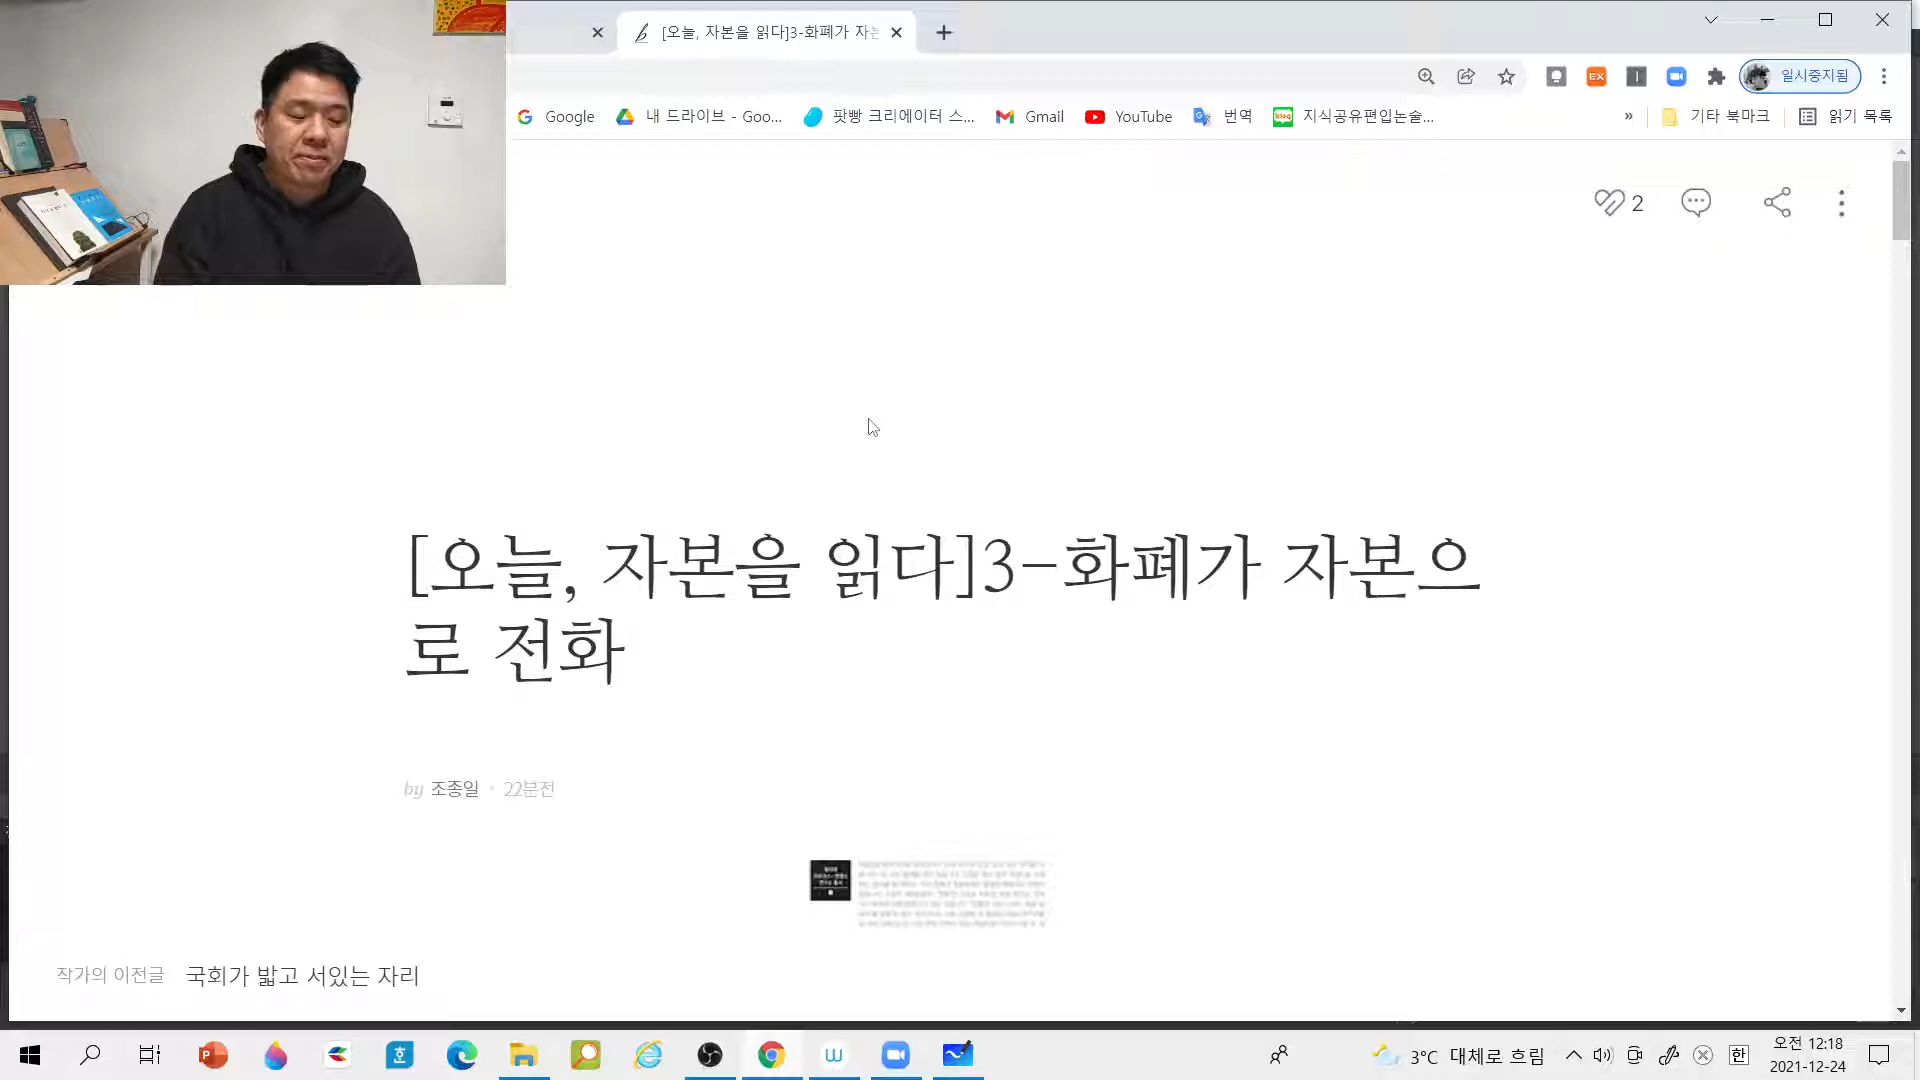 [오늘, 자본을 읽다]3-화폐가 자본
일시중지됨
Google
내 드라이브 - Goo...
팟빵 크리에이터 스...
Gmail
YouTube
번역
지식공유편입논술...
»
기타 북마크
읽기 목록
2
[오늘, 자본을 읽다]3-화폐가 자본으
로 전화
by 조종일 • 22분전
작가의 이전글 국회가 밟고 서있는 자리
3°C 대체로 흐림
한
오전 12:18
2021-12-24